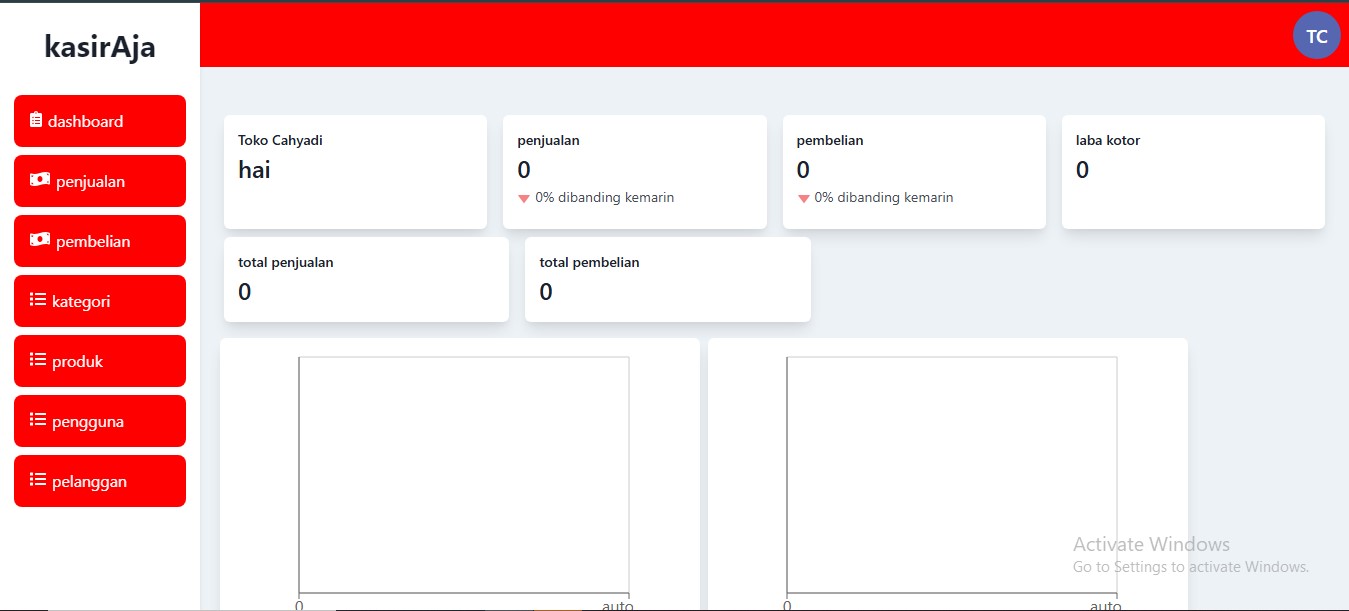 kasirAja
TC
dashboard
penjualan
pembelian
kategori
produk
pengguna
pelanggan
Toko Cahyadi
hai
penjualan
0
0% dibanding kemarin
pembelian
0
0% dibanding kemarin
laba kotor
0
total penjualan
0
total pembelian
0
0
auto
0
auto
Activate Windows
Go to Settings to activate Windows.